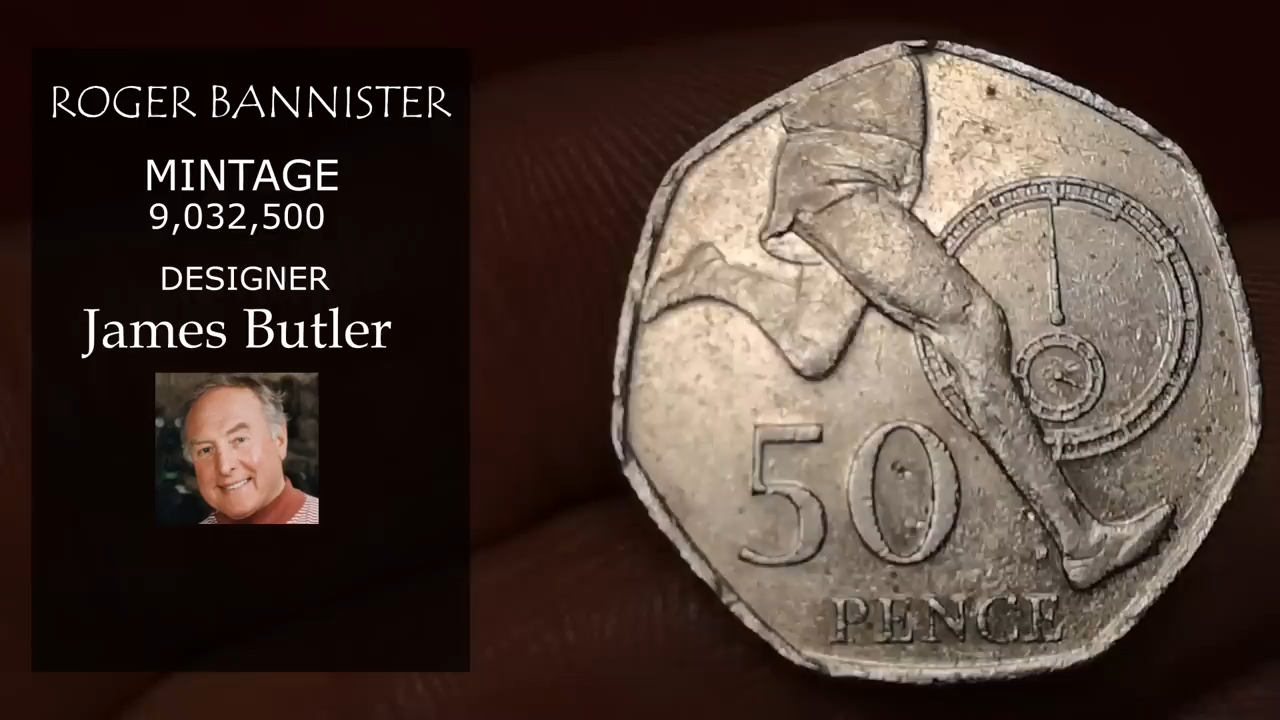 ROGER BANNISTER
MINTAGE
9,032,500
DESIGNER
James Butler
50
PENCE